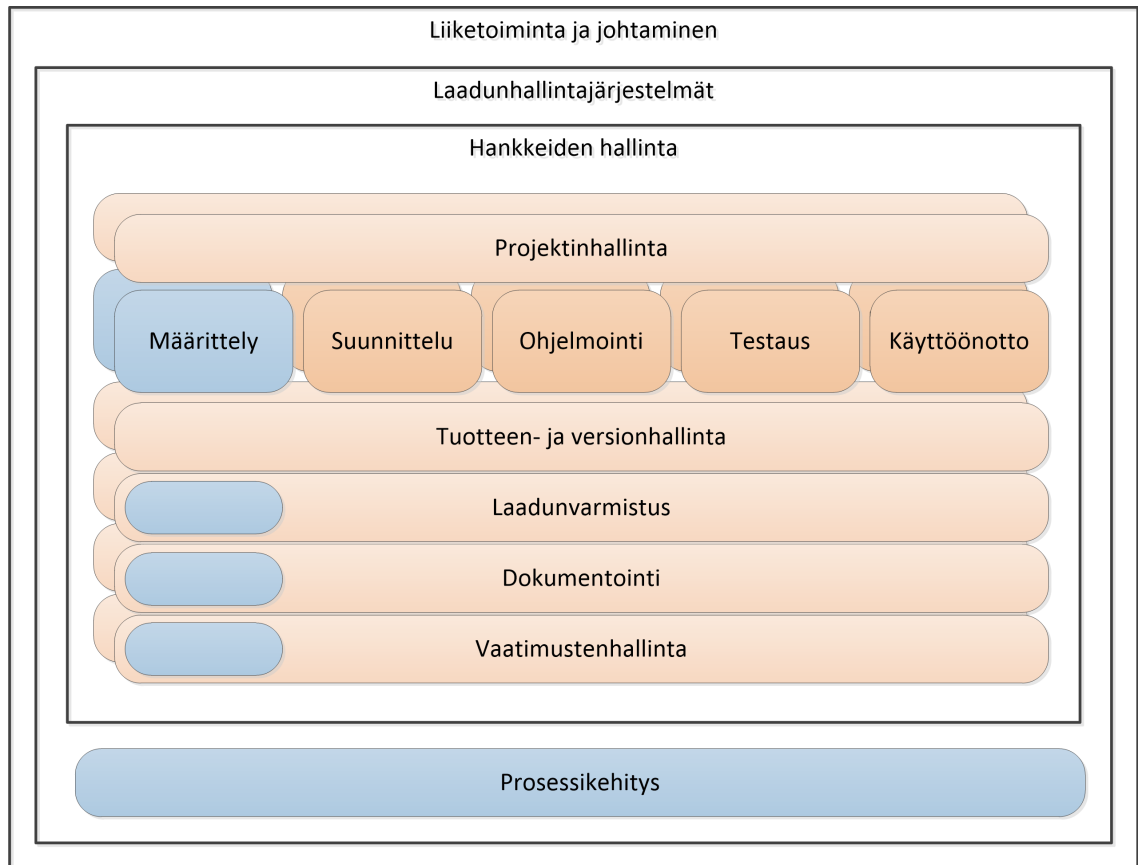 Liiketoiminta ja johtaminen
Laadunhallintajärjestelmät
Hankkeiden hallinta
Projektinhallinta
Määrittely
Suunnittelu
Ohjelmointi
Testaus
Käyttöönotto
Tuotteen- ja versionhallinta
Laadunvarmistus
Dokumentointi
Vaatimustenhallinta
Prosessikehitys